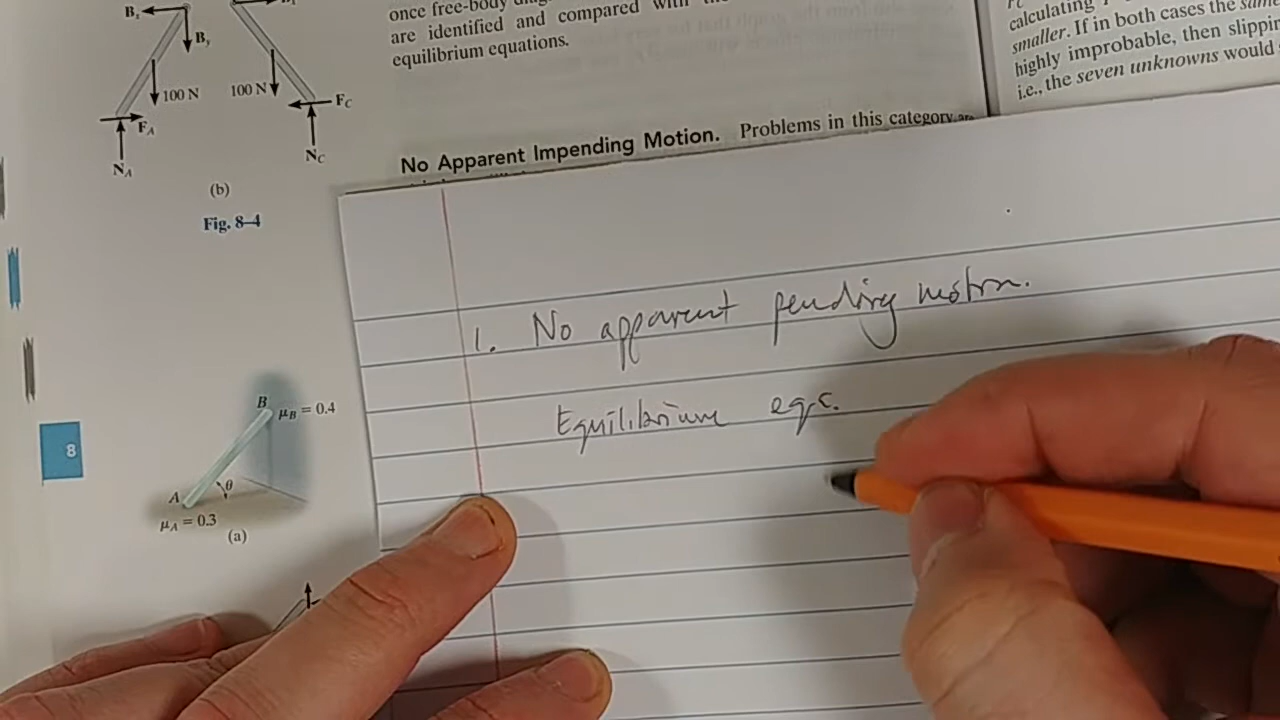 Bx
By
100 N
100 N
FA
FC
NA
NC
(b)
Fig. 8–4
once free-body
are identified and compared with
equilibrium equations.
calculating
smaller. If in both cases the
highly improbable, then
i.e., the seven unknowns would
No Apparent Impending Motion. Problems in this category
1. No apparent pending motion.
Equilibrium eqs.
8
B
μB = 0.4
A
θ
μA = 0.3
(a)